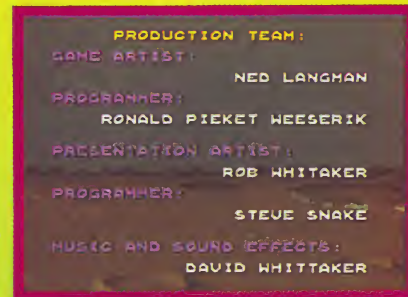 PRODUCTION TEAM:
GAME ARTIST:
NED LANGMAN
PROGRAMMER:
RONALD PIEKET WEESERIK
PRESENTATION ARTIST:
ROB WHITAKER
PROGRAMMER:
STEVE SNAKE
MUSIC AND SOUND EFFECTS:
DAVID WHITTAKER